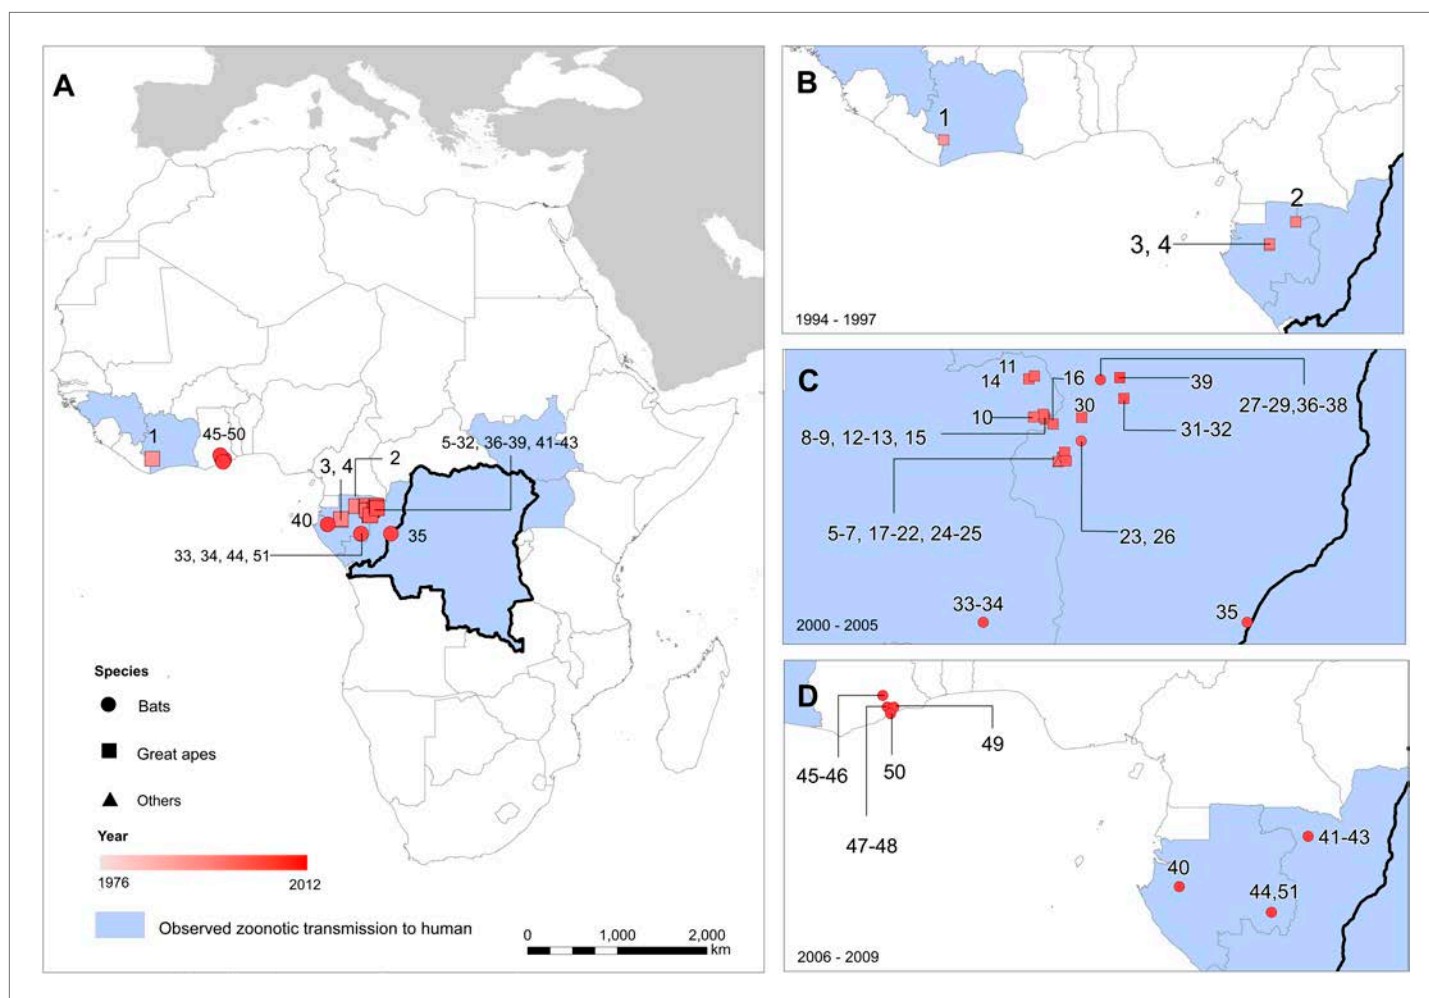 A
1
45-50
5-32, 36-39, 41-43
3, 4
2
40
35
33, 34, 44, 51
Species
Bats
Great apes
Others
Year
1976
2012
Observed zoonotic transmission to human
0
1,000
2,000
km
B
1
2
3, 4
1994 - 1997
C
11
14
16
39
27-29,36-38
10
30
31-32
8-9, 12-13, 15
5-7, 17-22, 24-25
23, 26
33-34
35
2000 - 2005
D
49
45-46
50
47-48
41-43
40
44,51
2006 - 2009